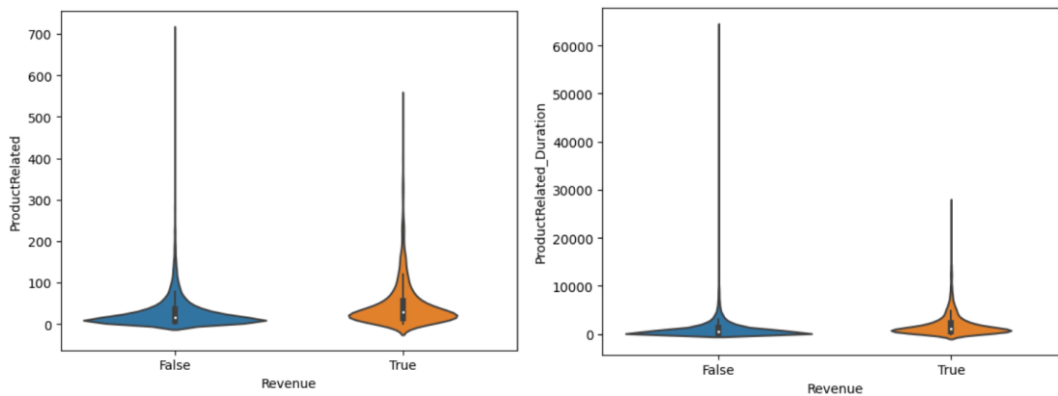 ProductRelated
700
600
500
400
300
200
100
0
False
True
Revenue
ProductRelated_Duration
60000
50000
40000
30000
20000
10000
0
False
True
Revenue